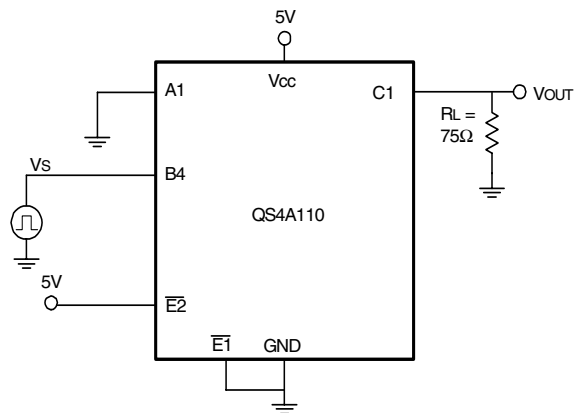 5V
Vcc
A1
C1
VOUT
RL =
75Ω
VS
B4
QS4A110
5V
E2
E1
GND